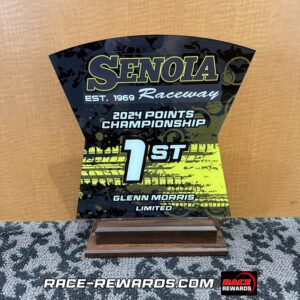 SENOIA
EST. 1969 Raceway
2024 POINTS
CHAMPIONSHIP
1ST
GLENN MORRIS
LIMITED
RACE-REWARDS.COM
RACE
REWARDS